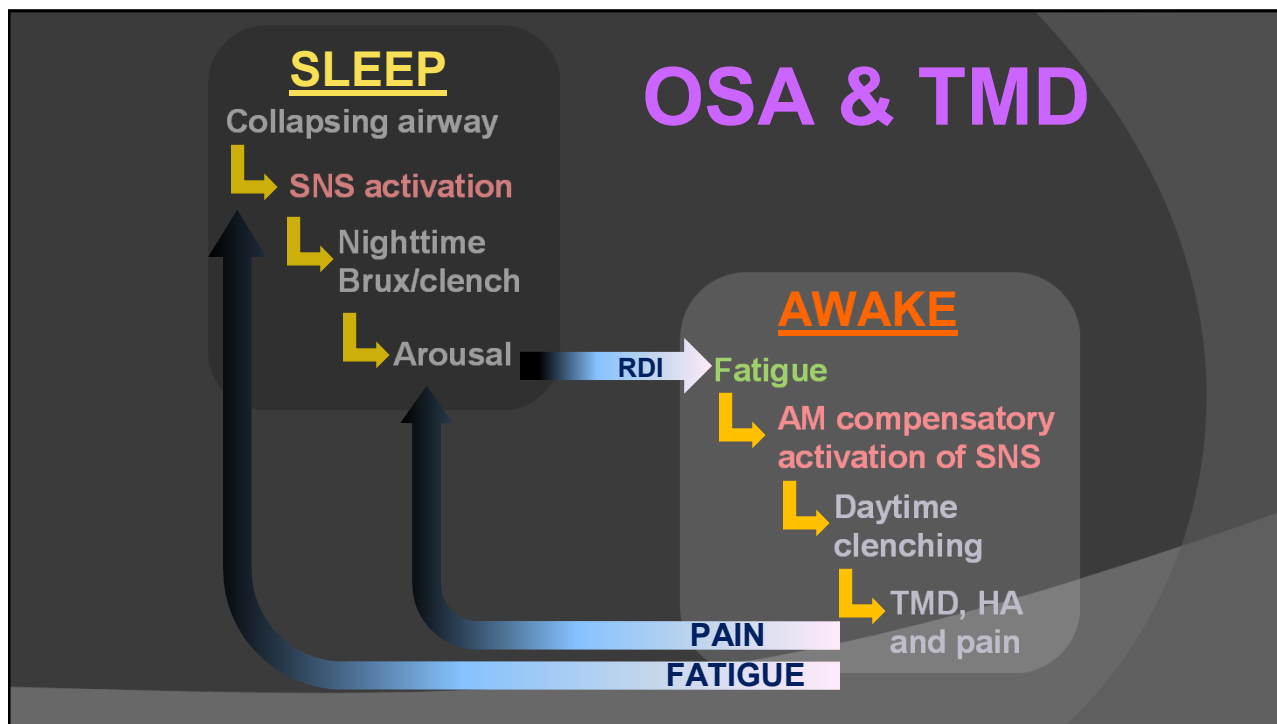 OSA & TMD
SLEEP
Collapsing airway
SNS activation
Nighttime
Brux/clench
Arousal
RDI
AWAKE
Fatigue
AM compensatory
activation of SNS
Daytime
clenching
TMD, HA
and pain
PAIN
FATIGUE